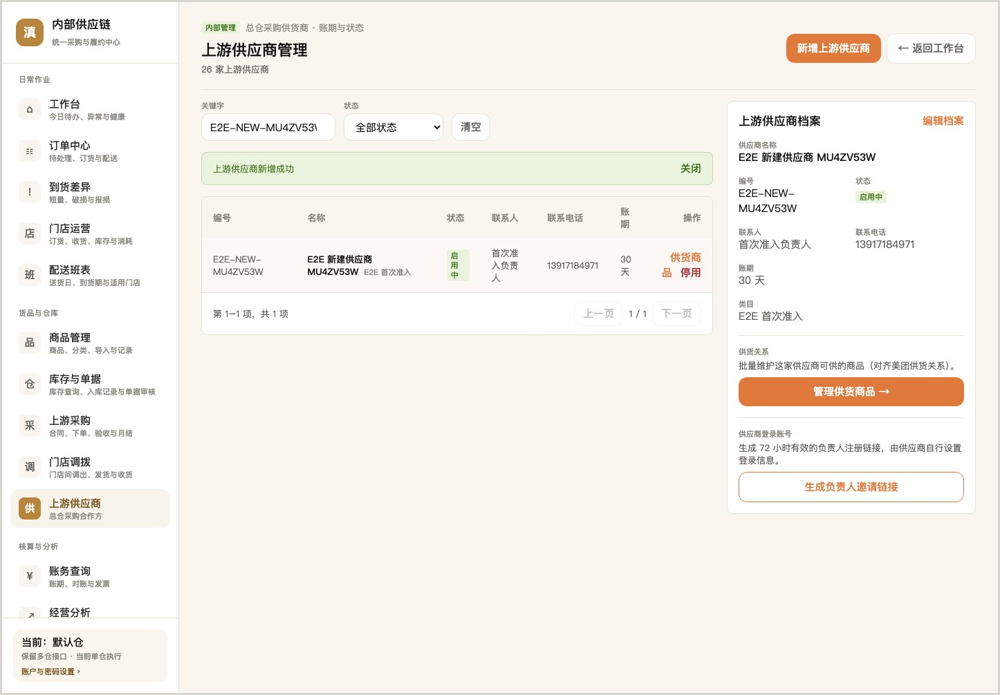 滇
内部供应链
统一采购与履约中心
日常作业
工作台
今日待办、异常与健康
订单中心
待处理、订货与配送
!
到货差异
短量、破损与报损
店
门店运营
订货、收货、库存与消耗
班
配送班表
送货日、到货期与适用门店
货品与仓库
品
商品管理
商品、分类、导入与记录
仓
库存与单据
库存查询、入库记录与单据审核
采
上游采购
合同、下单、验收与月结
调
门店调拨
门店间调出、发货与收货
供
上游供应商
总仓采购合作方
核算与分析
¥
账务查询
账期、对账与发票
经营分析
当前：默认仓
保留多仓接口 · 当前单仓执行
账户与密码设置 ›
内部管理 总仓采购供货商 · 账期与状态
上游供应商管理
26 家上游供应商
新增上游供应商
← 返回工作台
关键字
状态
E2E-NEW-MU4ZV53
全部状态
清空
上游供应商新增成功
关闭
编号 名称 状态 联系人 联系电话 账期 操作
E2E-NEW-
MU4ZV53W
E2E 新建供应商
MU4ZV53W E2E 首次准入
启
用
中
首次准
入负责
人
13917184971
30
天
供货商
品 停用
第 1–1 项，共 1 项
上一页 1 / 1 下一页
上游供应商档案
编辑档案
供应商名称
E2E 新建供应商 MU4ZV53W
编号
E2E-NEW-
MU4ZV53W
状态
启用中
联系人
首次准入负责人
联系电话
13917184971
账期
30 天
类目
E2E 首次准入
供货关系
批量维护这家供应商可供的商品（对齐美团供货关系）。
管理供货商品 →
供应商登录账号
生成 72 小时有效的负责人注册链接，由供应商自行设置
登录信息。
生成负责人邀请链接